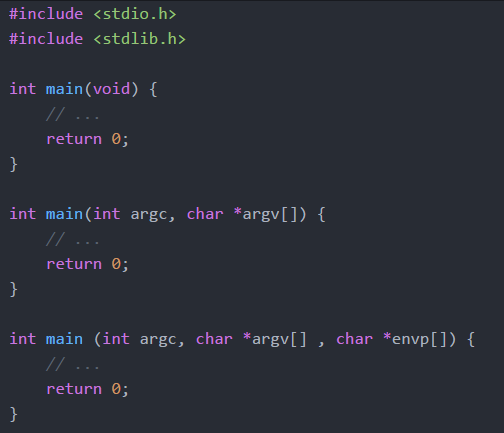 #include <stdio.h>
#include <stdlib.h>

int main(void) {
    // ...
    return 0;
}

int main(int argc, char *argv[]) {
    // ...
    return 0;
}

int main (int argc, char *argv[] , char *envp[]) {
    // ...
    return 0;
}